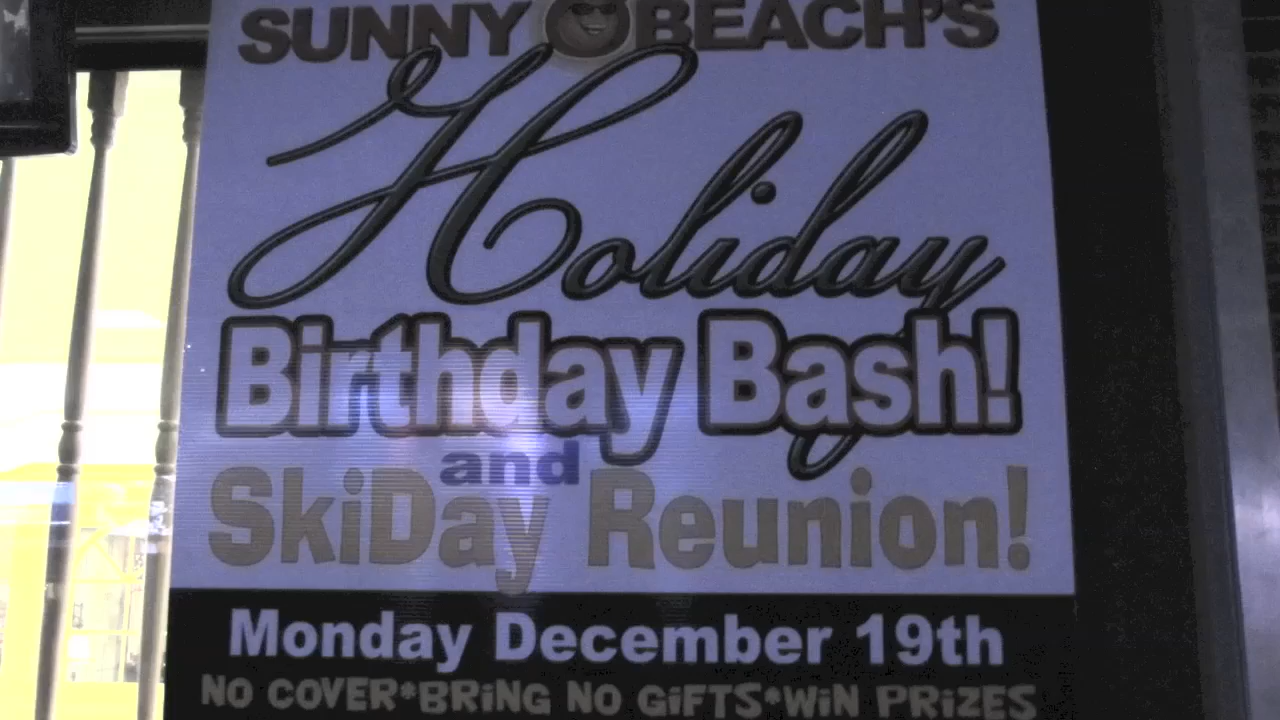 SUNNY BEACH'S
Holiday
Birthday Bash!
and
SkiDay Reunion!
Monday December 19th
NO COVER*BRiNG NO GiFTS*WiN PRiZES